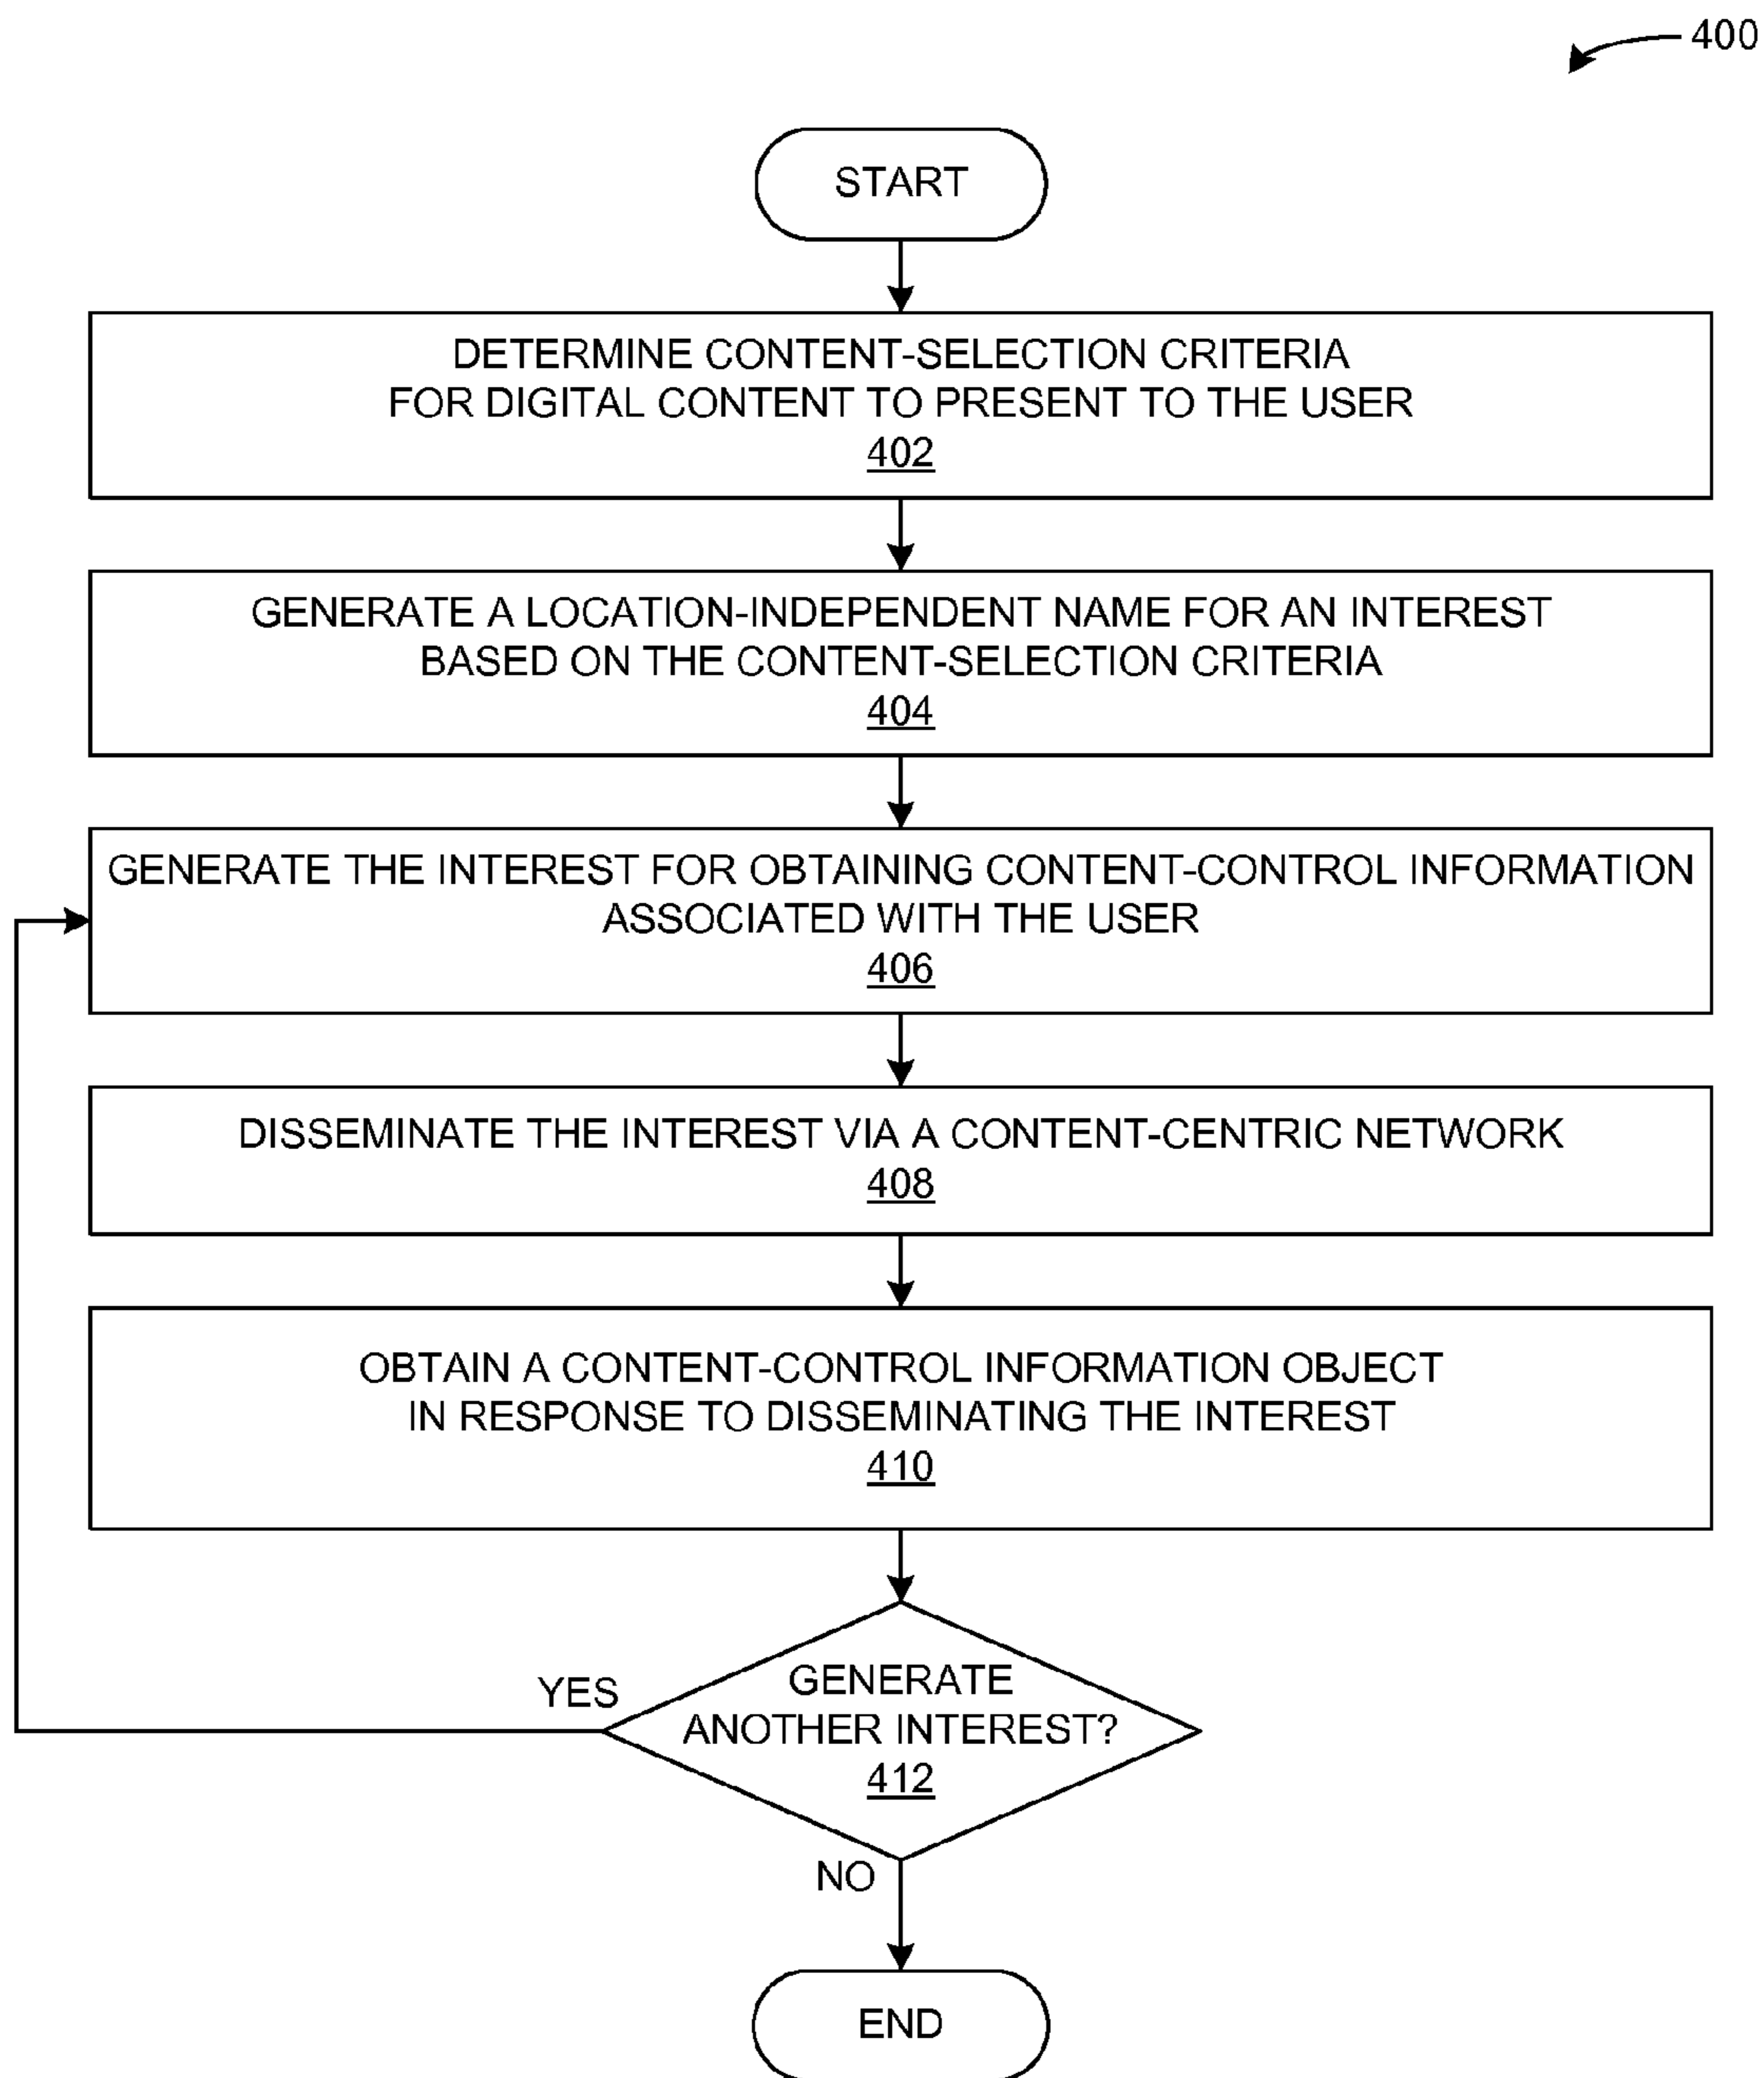 400
START
DETERMINE CONTENT-SELECTION CRITERIA
FOR DIGITAL CONTENT TO PRESENT TO THE USER
402
GENERATE A LOCATION-INDEPENDENT NAME FOR AN INTEREST
BASED ON THE CONTENT-SELECTION CRITERIA
404
GENERATE THE INTEREST FOR OBTAINING CONTENT-CONTROL INFORMATION
ASSOCIATED WITH THE USER
406
DISSEMINATE THE INTEREST VIA A CONTENT-CENTRIC NETWORK
408
OBTAIN A CONTENT-CONTROL INFORMATION OBJECT
IN RESPONSE TO DISSEMINATING THE INTEREST
410
YES
GENERATE
ANOTHER INTEREST?
412
NO
END